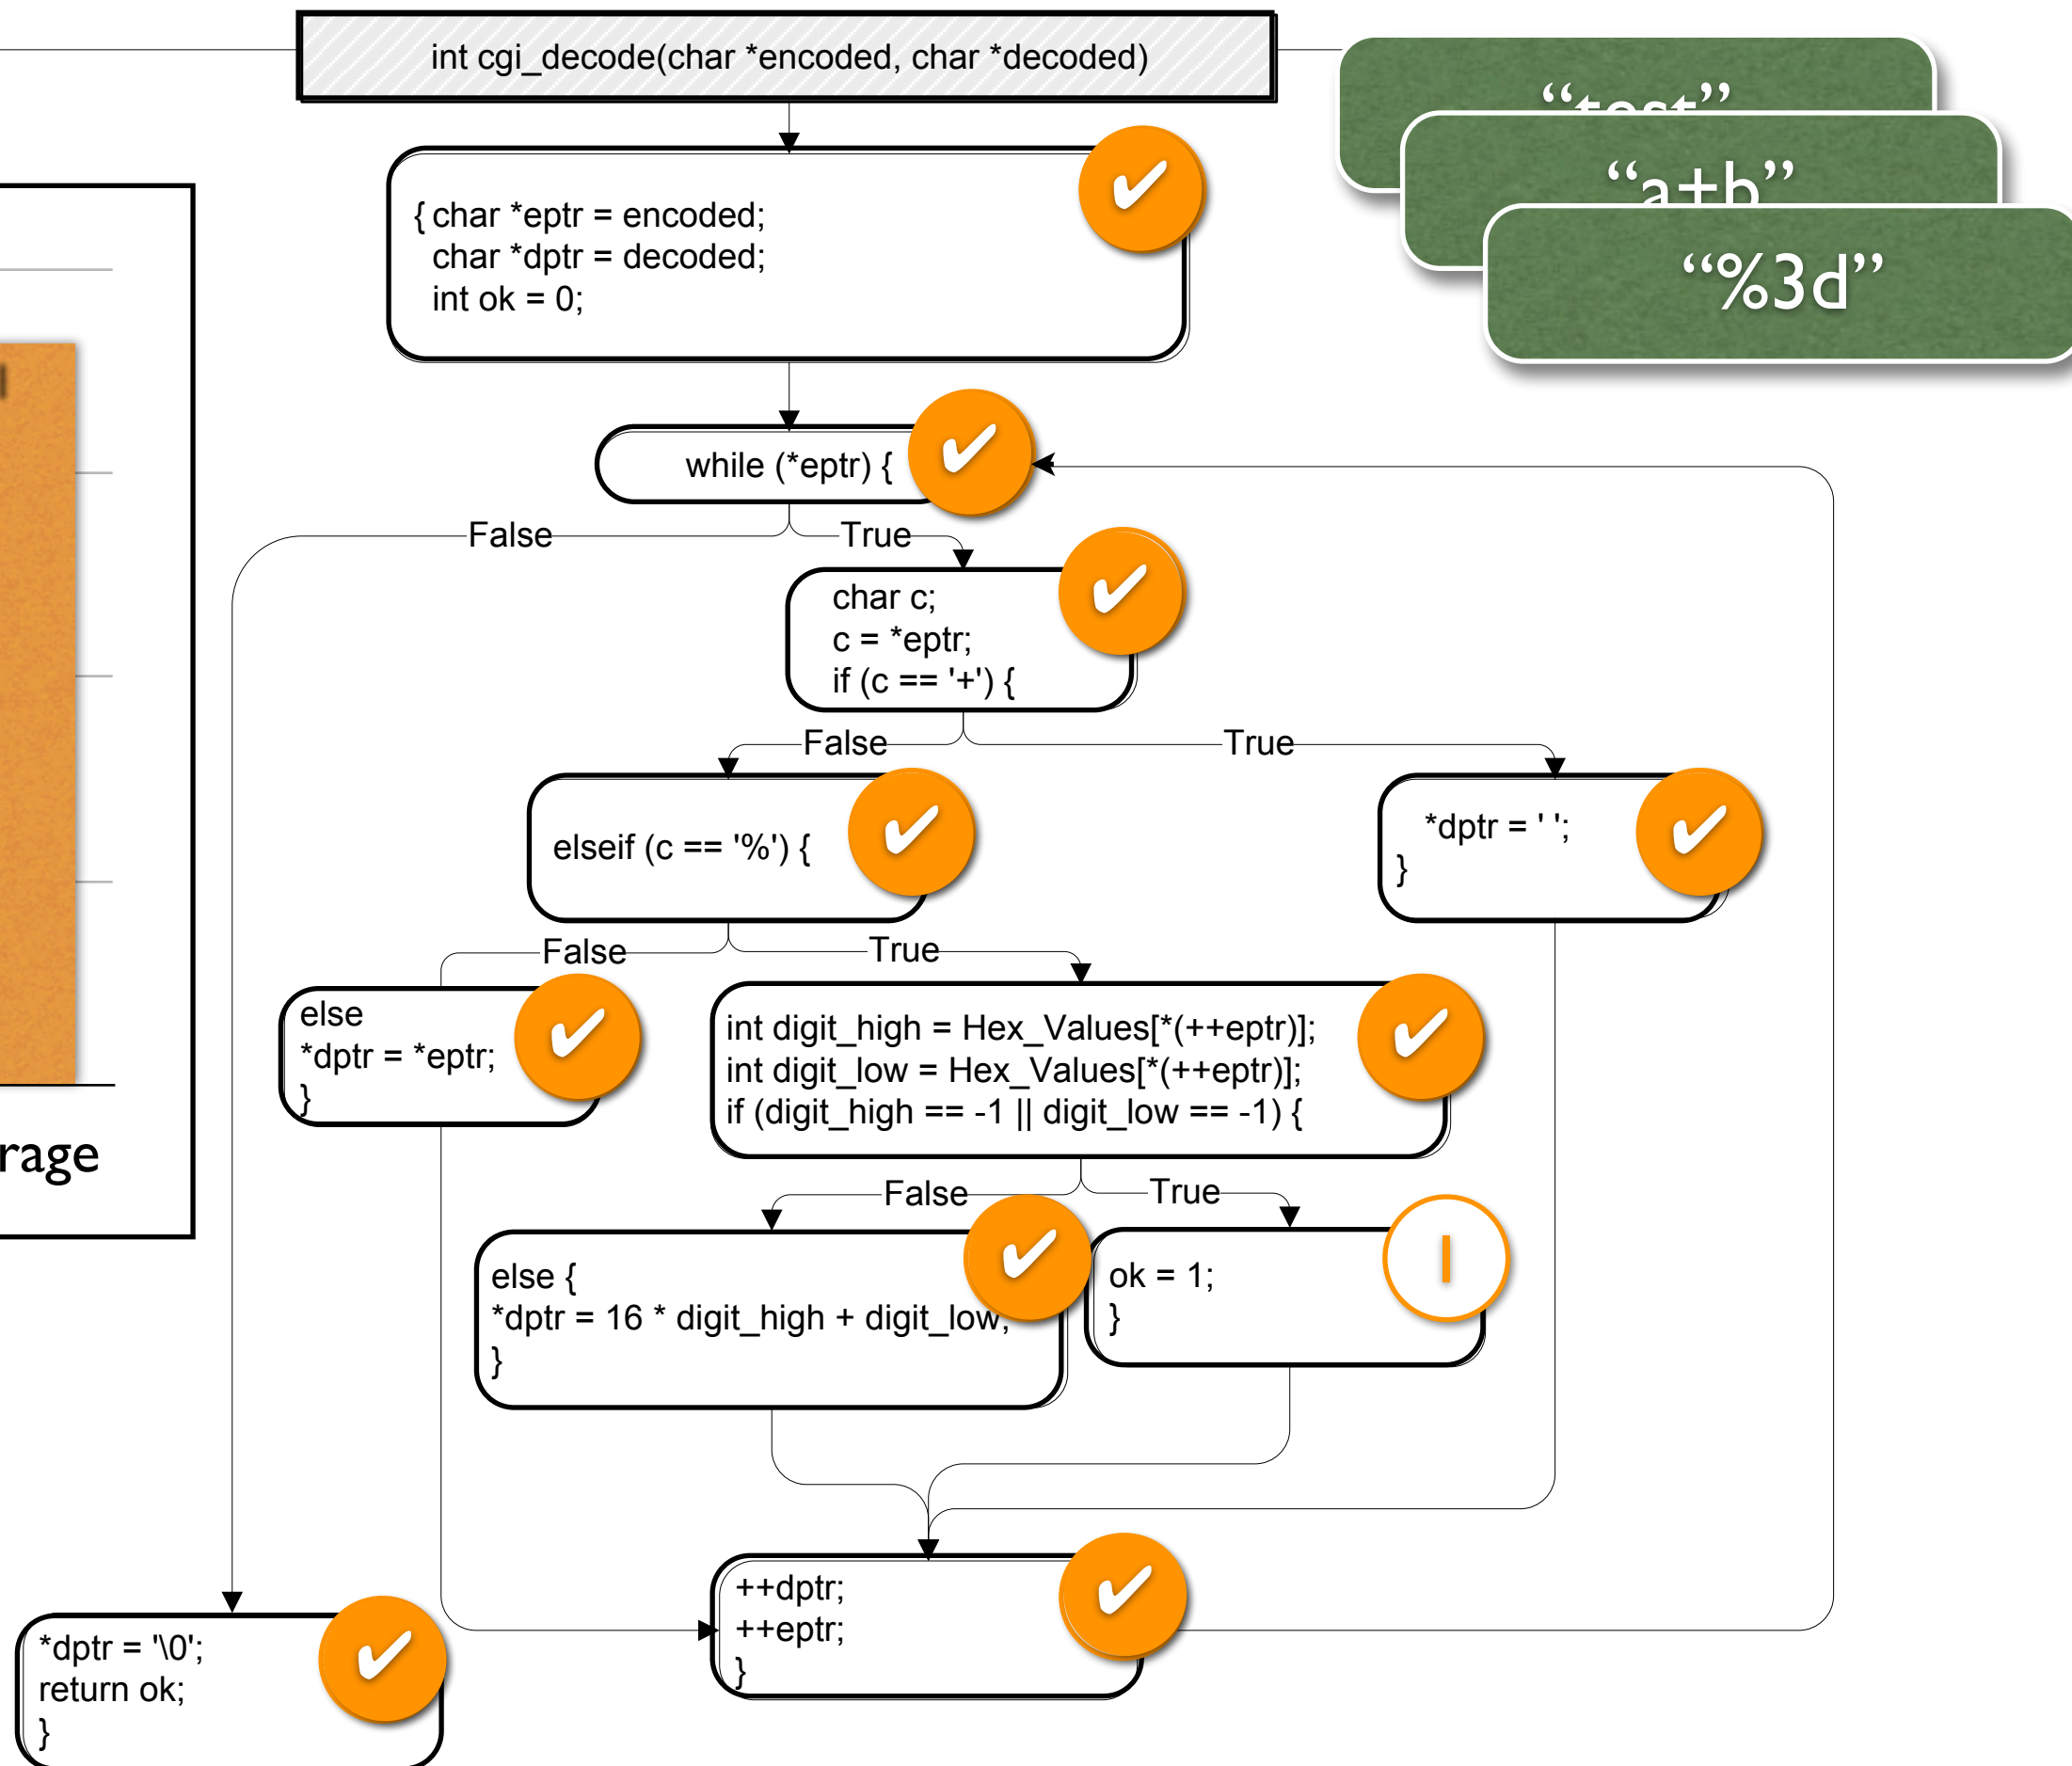 int cgi_decode(char *encoded, char *decoded)
“test”
“a+b”
“%3d”
{ char *eptr = encoded;
char *dptr = decoded;
int ok = 0;
while (*eptr) {
False
True
char c;
c = *eptr;
if (c == '+') {
False
True
elseif (c == '%') {
*dptr = ' ';
}
False
True
else
*dptr = *eptr;
}
int digit_high = Hex_Values[*(++eptr)];
int digit_low = Hex_Values[*(++eptr)];
if (digit_high == -1 || digit_low == -1) {
rage
False
True
else {
*dptr = 16 * digit_high + digit_low;
}
ok = 1;
}
++dptr;
++eptr;
}
*dptr = '\0';
return ok;
}